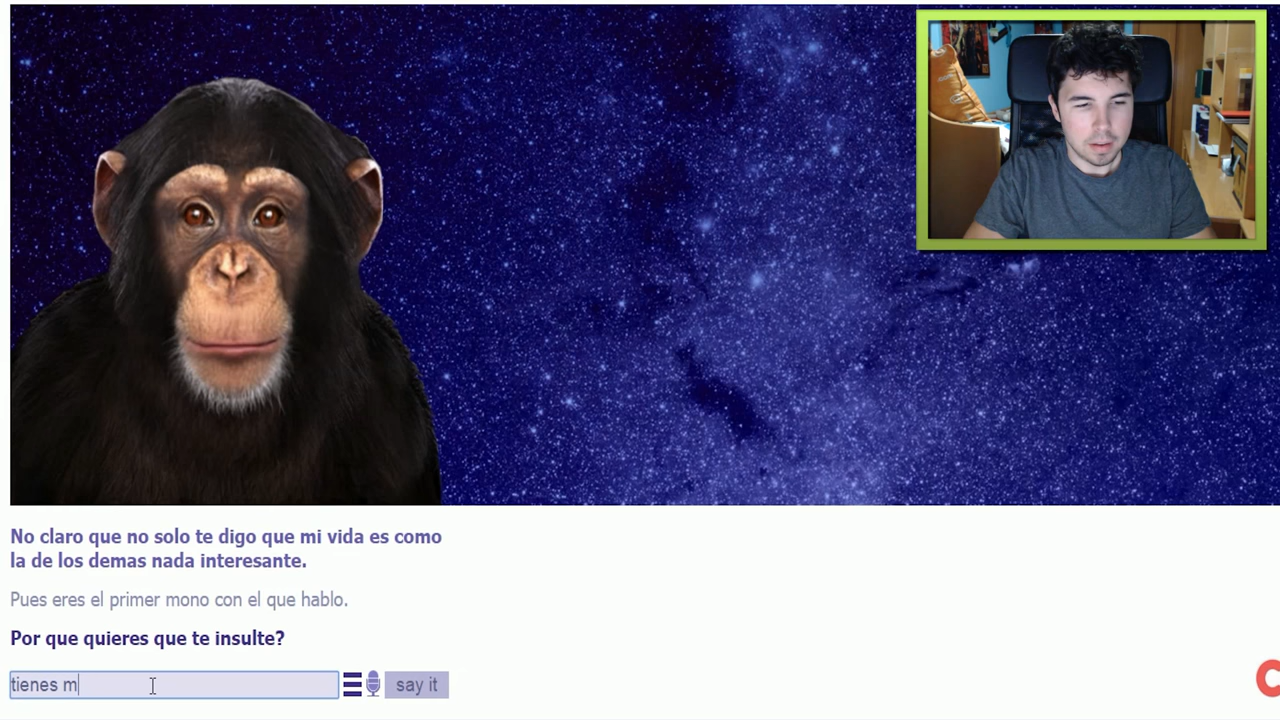 No claro que no solo te digo que mi vida es como
la de los demas nada interesante.
Pues eres el primer mono con el que hablo.
Por que quieres que te insulte?
tienes m
say it